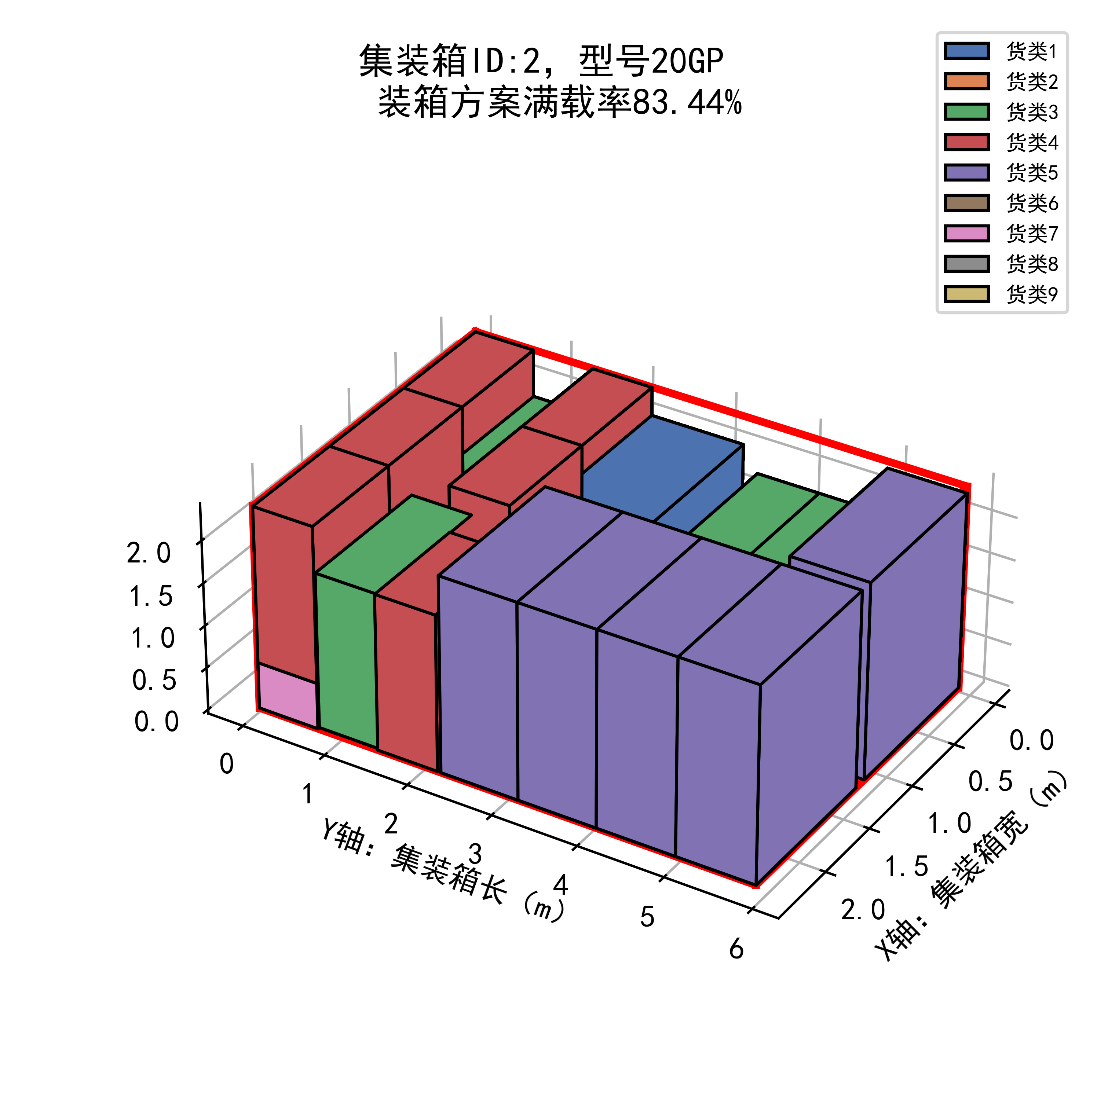 集装箱ID:2，型号20GP
装箱方案满载率83.44%
货类1
货类2
货类3
货类4
货类5
货类6
货类7
货类8
货类9
2.0
1.5
1.0
0.5
0.0
0
1
2
3
4
5
6
Y轴：集装箱长（m）
0.0
0.5
1.0
1.5
2.0
X轴：集装箱宽（m）